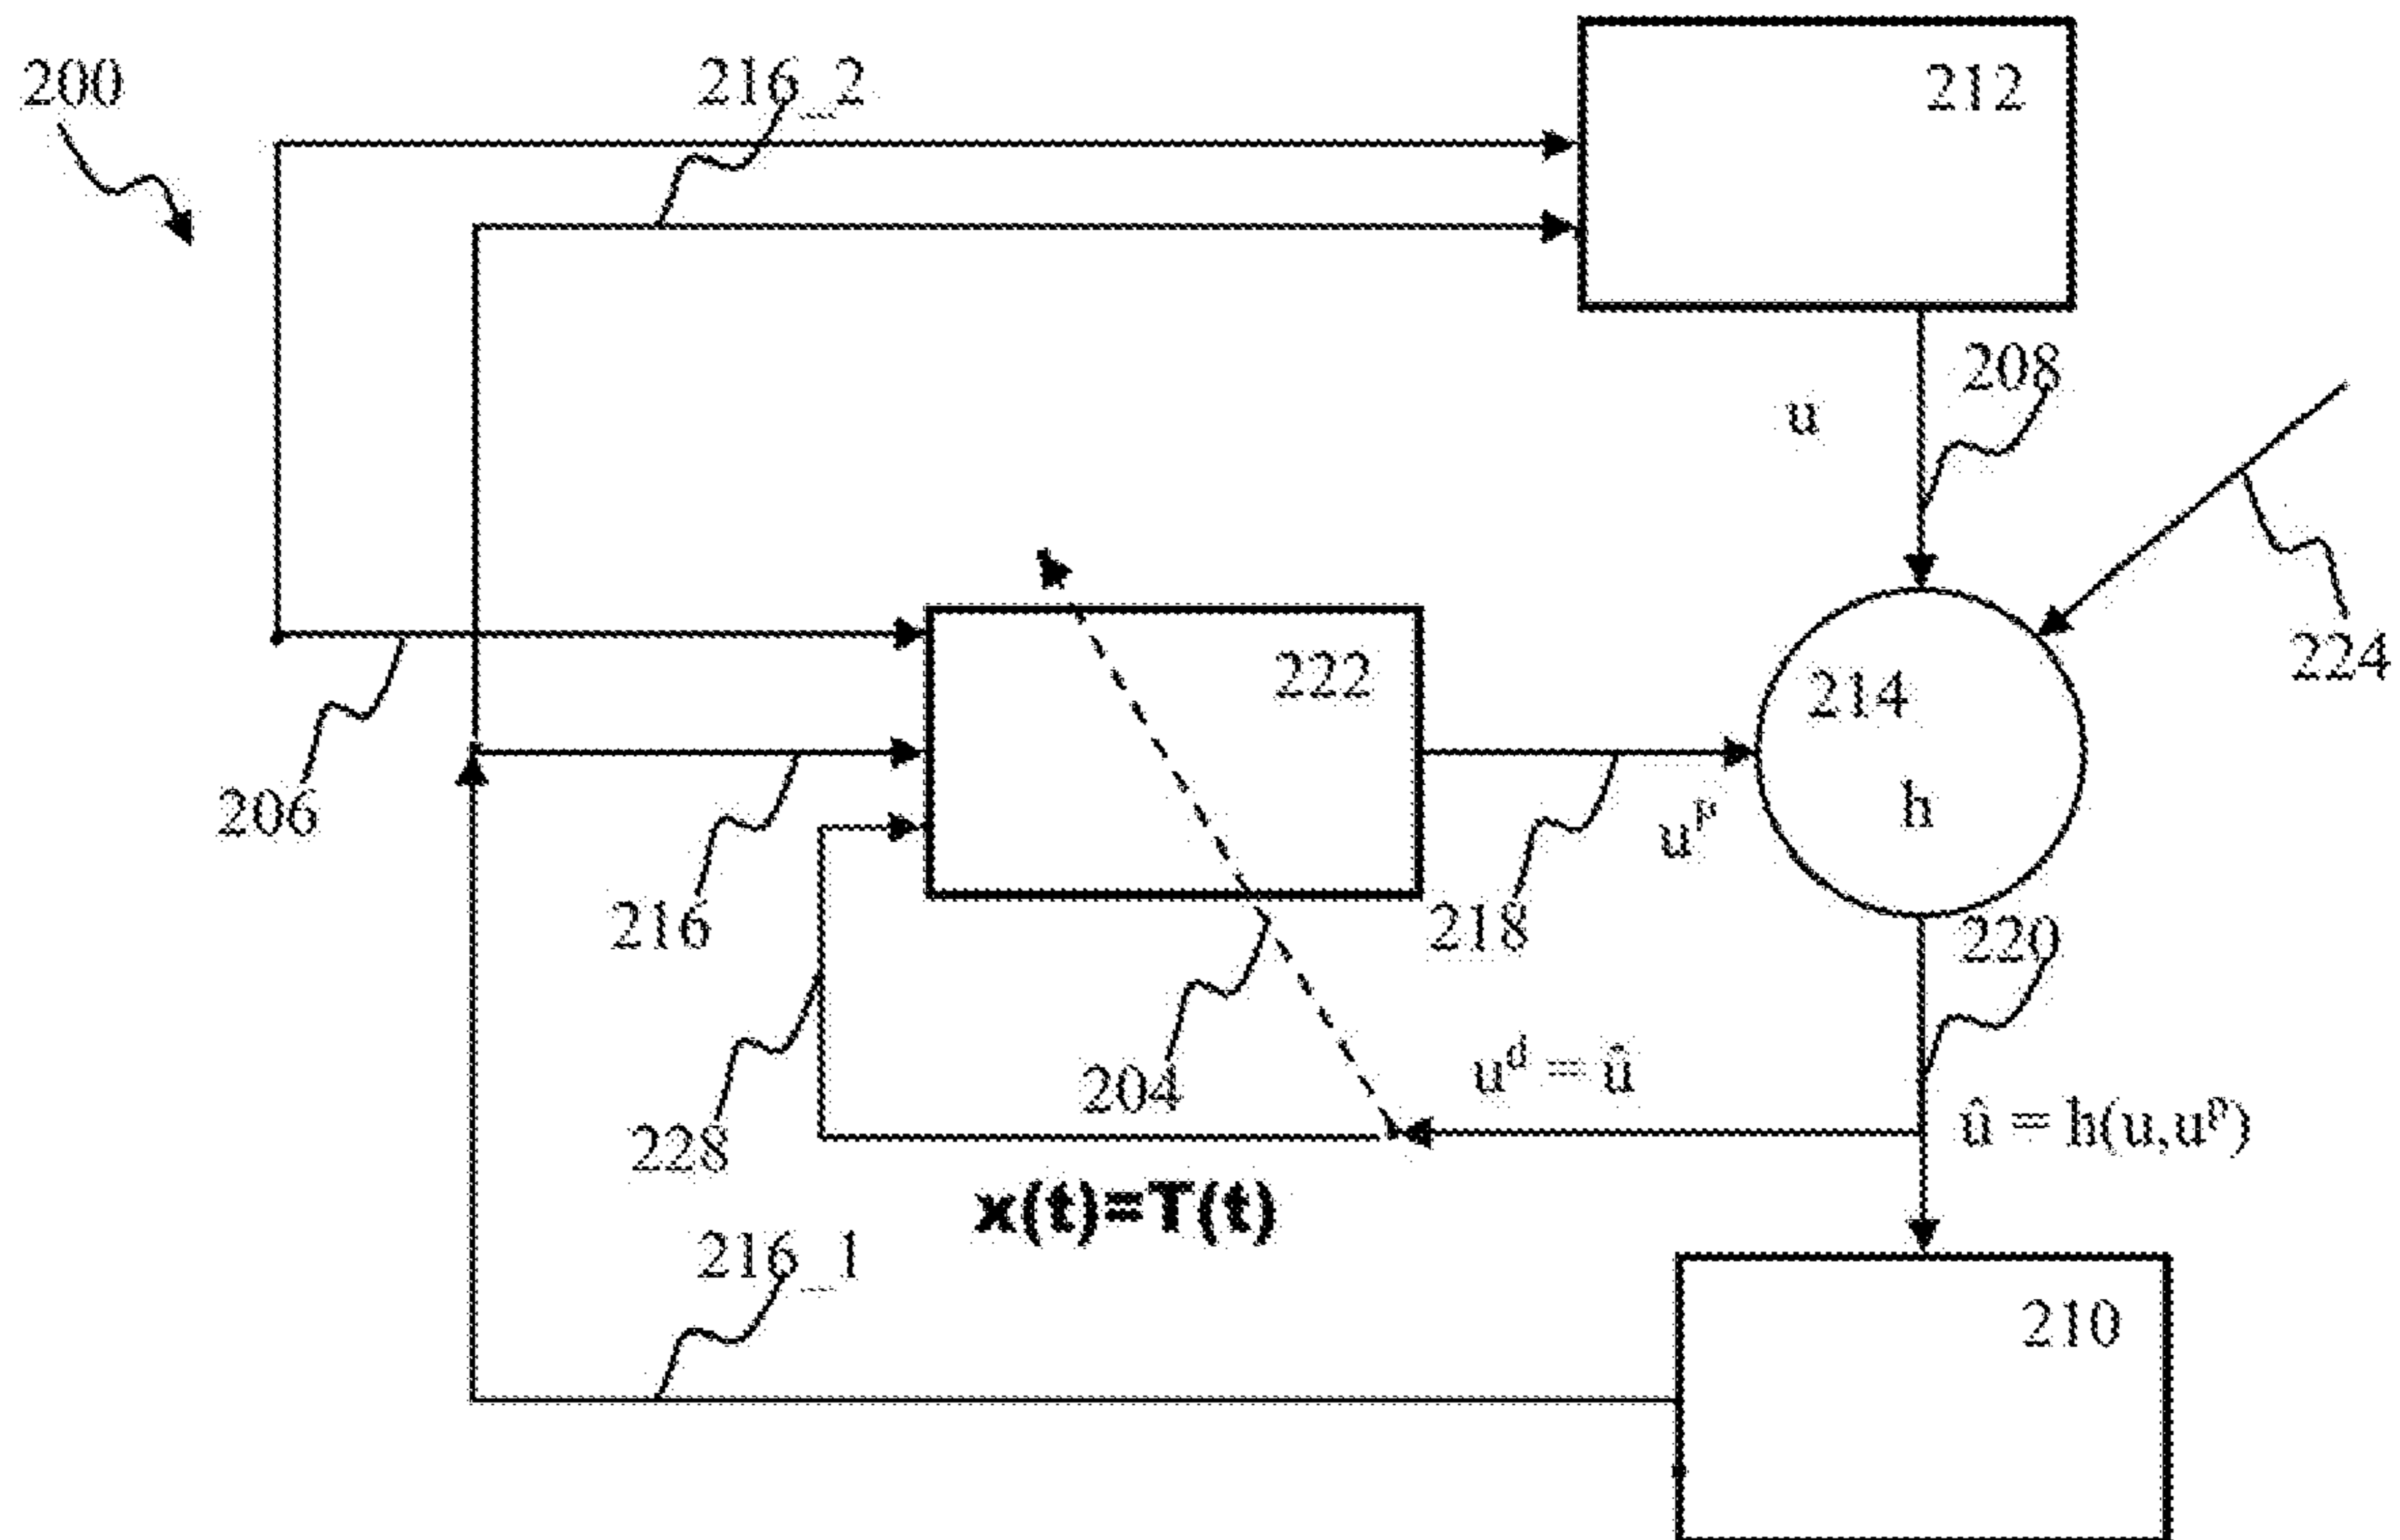 200
216_2
212
208
u
224
222
214
h
206
216
218
u^p
220
204
u^d = û
û = h(u,u^p)
228
x(t)=T(t)
216_1
210